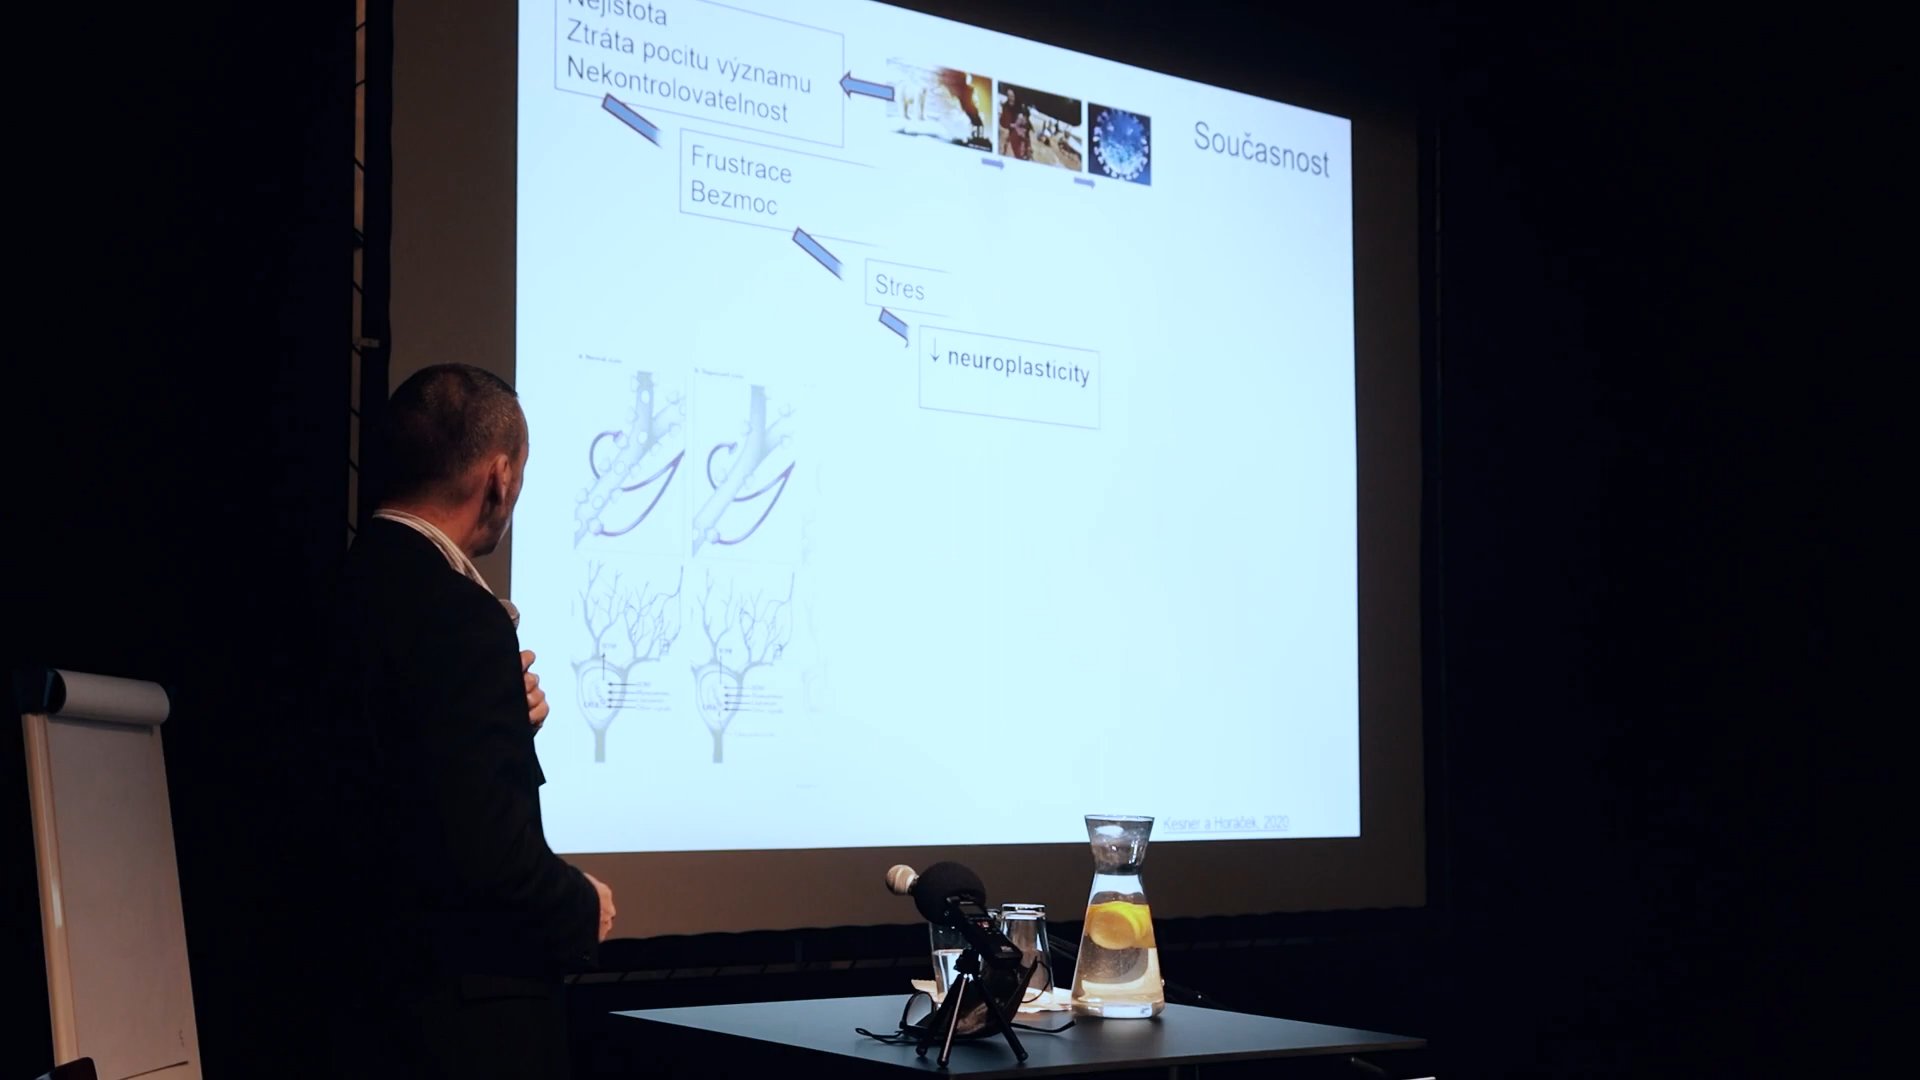 Nejistota
Ztráta pocitu významu
Nekontrolovatelnost
Současnost
Frustrace
Bezmoc
Stres
↓ neuroplasticity
Kesner a Horáček, 2020